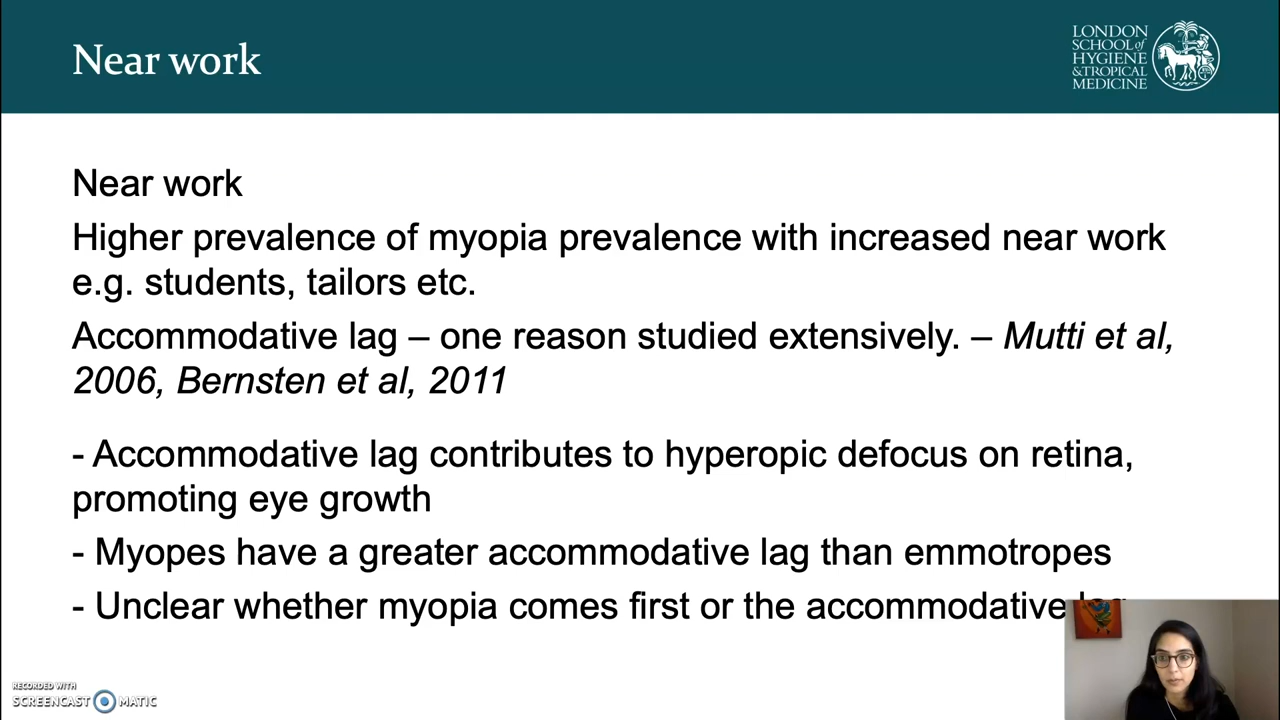 Near work
LONDON
SCHOOL of
HYGIENE
& TROPICAL
MEDICINE
Near work
Higher prevalence of myopia prevalence with increased near work
e.g. students, tailors etc.
Accommodative lag – one reason studied extensively. – Mutti et al,
2006, Bernsten et al, 2011
- Accommodative lag contributes to hyperopic defocus on retina,
promoting eye growth
- Myopes have a greater accommodative lag than emmotropes
- Unclear whether myopia comes first or the accommodative lag
RECORDED WITH
SCREENCAST MATIC